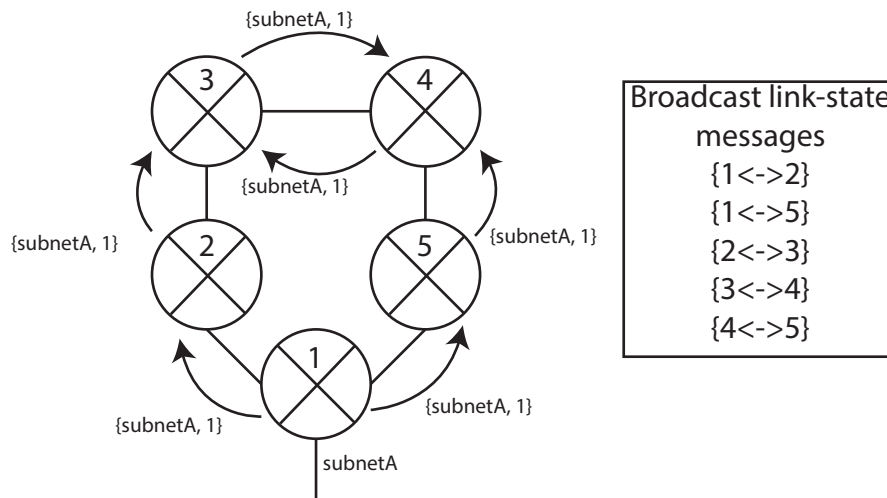 {subnetA, 1}
3
4
{subnetA, 1}
{subnetA, 1}
2
5
{subnetA, 1}
1
{subnetA, 1}
{subnetA, 1}
subnetA
Broadcast link-state
messages
{1<->2}
{1<->5}
{2<->3}
{3<->4}
{4<->5}